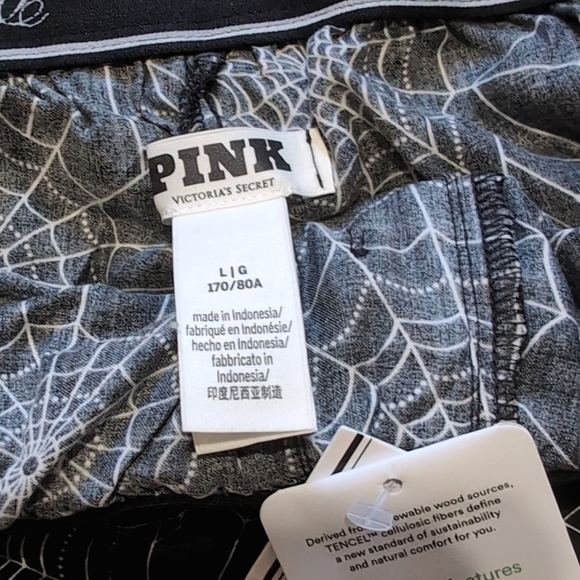 PINK
VICTORIA'S SECRET
L | G
170/80A
made in Indonesia/
fabriqué en Indonésie/
hecho en Indonesia/
fabbricato in
Indonesia/
印度尼西亚制造
Derived wable wood sources,
TENCEL™ cellulosic fibers define
a new standard of sustainability
and natural comfort for you.